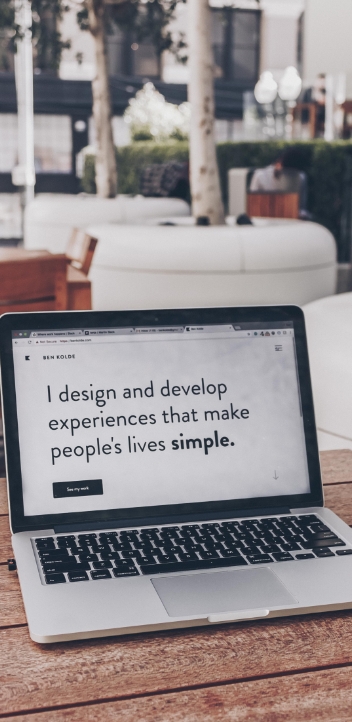 BEN KOLDE
I design and develop
experiences that make
people's lives simple.
See my work